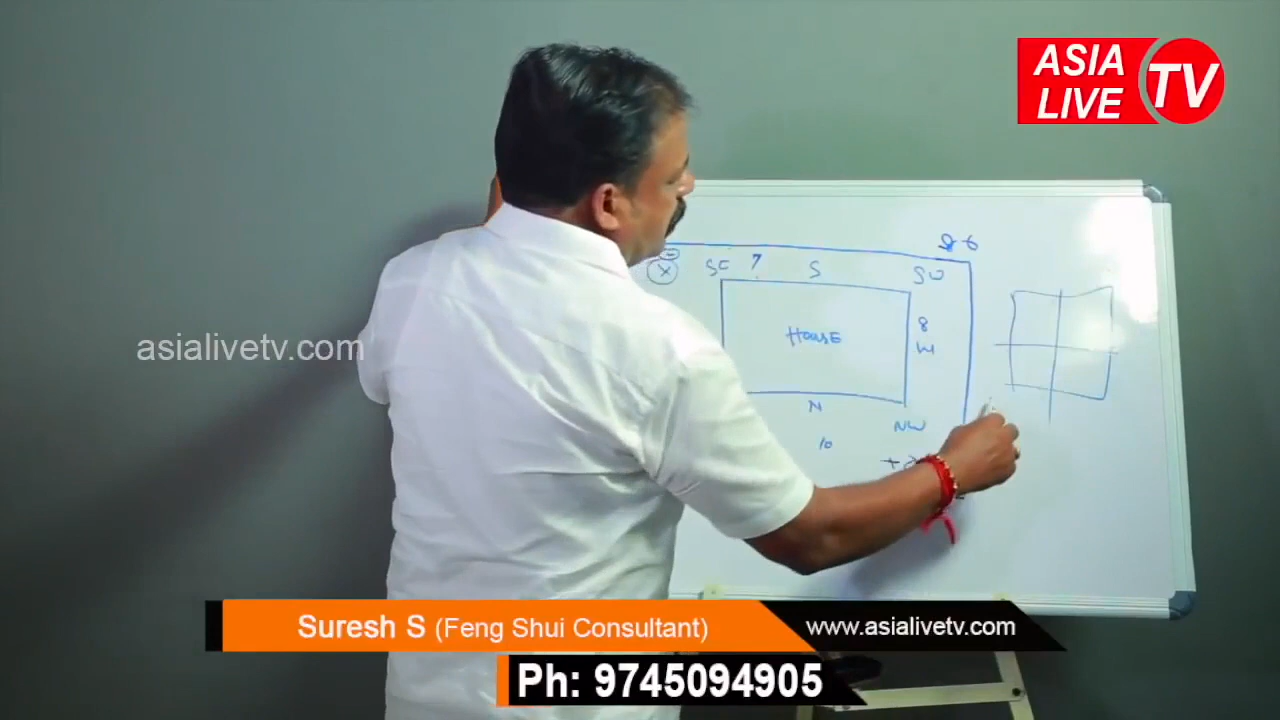 ASIA
LIVE
TV
asialivetv.com
SE 7 S SW
House
8
W
N
NW
10
Suresh S (Feng Shui Consultant)
www.asialivetv.com
Ph: 9745094905